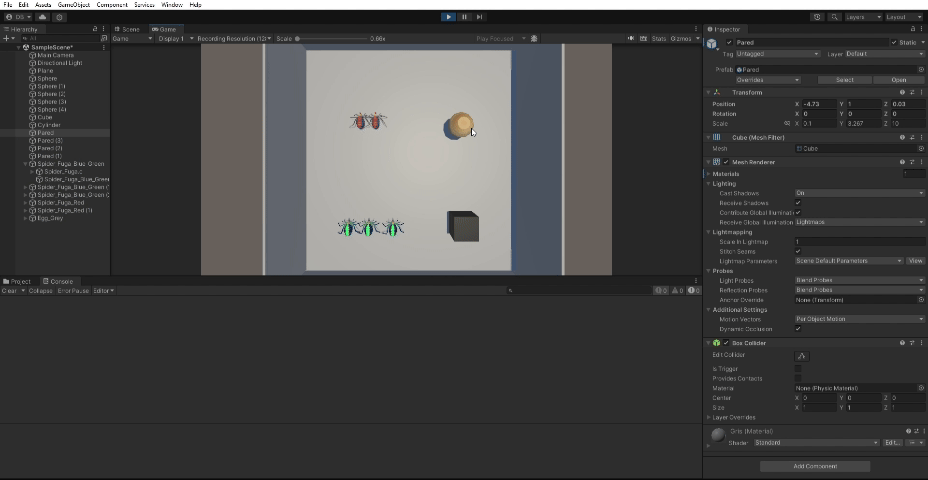 File Edit Assets GameObject Component Services Window Help
DS
Layers Layout
Hierarchy
Scene Game
Inspector
All
Game Display 1 Recording Resolution (12 Scale 0.66x Play Focused Stats Gizmos
SampleScene*
Main Camera
Directional Light
Plane
Sphere
Sphere (1)
Sphere (2)
Sphere (3)
Sphere (4)
Cube
Cylinder
Pared
Pared (3)
Pared (2)
Pared (1)
Spider_Fuga_Blue_Green
Spider_Fuga.c
Spider_Fuga_Blue_Green
Spider_Fuga_Blue_Green (
Spider_Fuga_Blue_Green (
Spider_Fuga_Red
Spider_Fuga_Red (1)
Egg_Grey
Pared Static
Tag Untagged Layer Default
Prefab Pared
Overrides Select Open
Transform
Position X -4.73 Y 1 Z 0.03
Rotation X 0 Y 0 Z 0
Scale X 0.1 Y 3.257 Z 10
Cube (Mesh Filter)
Mesh Cube
Mesh Renderer
Materials 1
Lighting
Cast Shadows On
Receive Shadows
Contribute Global Illuminati
Receive Global Illumination Lightmaps
Lightmapping
Scale In Lightmap 1
Stitch Seams
Lightmap Parameters Scene Default Parameters View
Probes
Light Probes Blend Probes
Reflection Probes Blend Probes
Anchor Override None (Transform)
Additional Settings
Motion Vectors Per Object Motion
Dynamic Occlusion
Box Collider
Edit Collider
Is Trigger
Provides Contacts
Material None (Physic Material)
Center X 0 Y 0 Z 0
Size X 1 Y 1 Z 1
Layer Overrides
Gris (Material)
Shader Standard Edit...
Add Component
Project Console
Clear Collapse Error Pause Editor 0 0 0